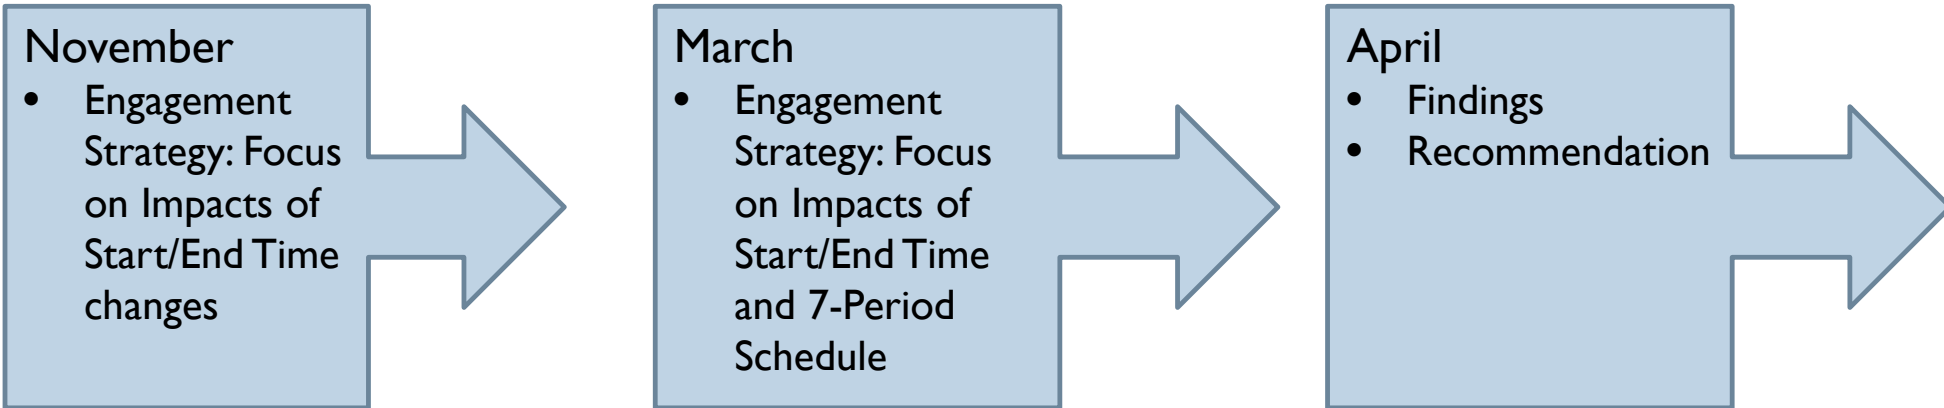 November
• Engagement
Strategy: Focus
on Impacts of
Start/End Time
changes
March
• Engagement
Strategy: Focus
on Impacts of
Start/End Time
and 7-Period
Schedule
April
• Findings
• Recommendation